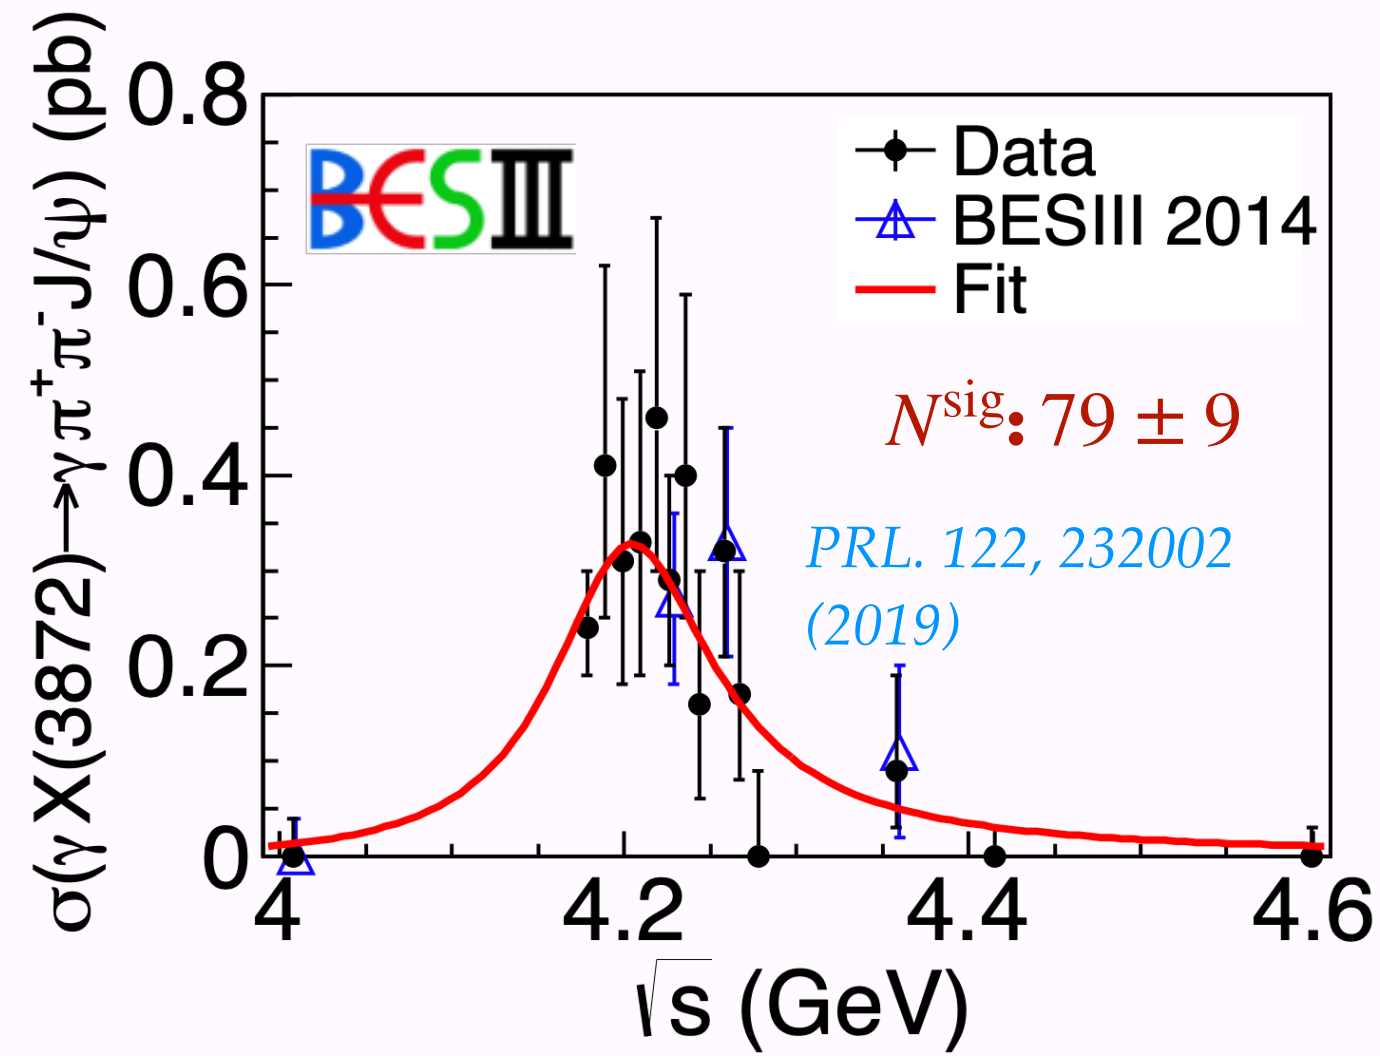 σ(γ X(3872)→γπ⁺π⁻J/ψ) (pb)
0.8
0.6
0.4
0.2
0
BESIII
Data
BESIII 2014
Fit
Nsig: 79 ± 9
PRL. 122, 232002
(2019)
4 4.2 4.4 4.6
√s (GeV)